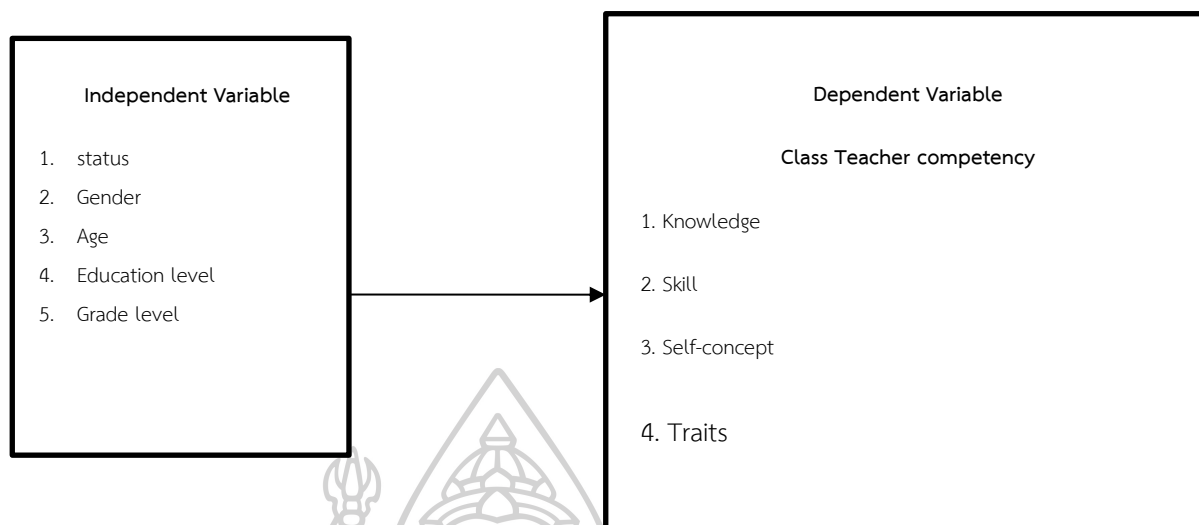 Independent Variable
1. status
2. Gender
3. Age
4. Education level
5. Grade level
Dependent Variable
Class Teacher competency
1. Knowledge
2. Skill
3. Self-concept
4. Traits